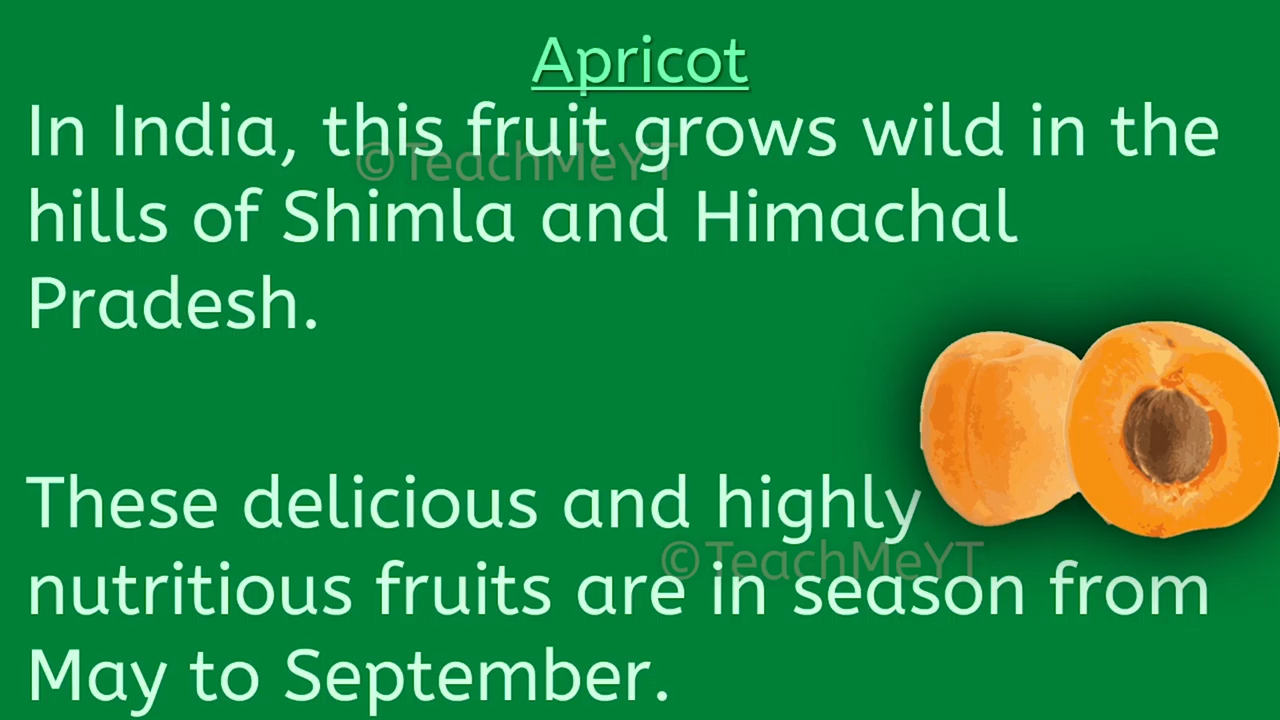 Apricot
In India, this fruit grows wild in the
©TeachMeYT
hills of Shimla and Himachal
Pradesh.
These delicious and highly
©TeachMeYT
nutritious fruits are in season from
May to September.